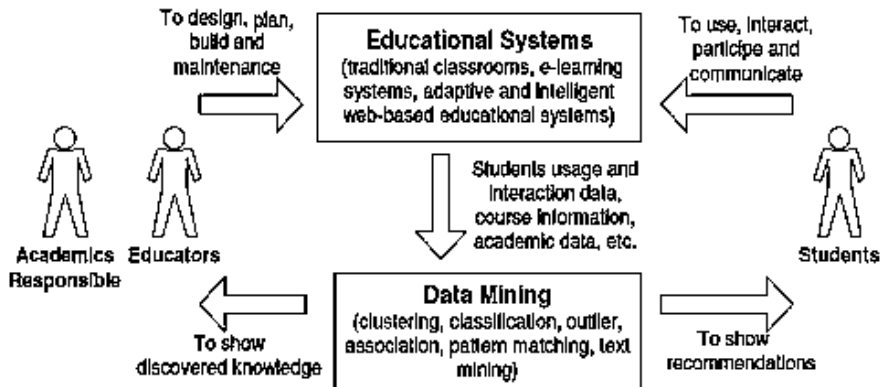 To design, plan,
build and
maintenance
Educational Systems
(traditional classrooms, e-learning
systems, adaptive and intelligent
web-based educational systems)
To use, interact,
participe and
communicate
Students usage and
interaction data,
course information,
academic data, etc.
Academics
Responsible
Educators
Students
Data Mining
(clustering, classification, outlier,
association, pattern matching, text
mining)
To show
discovered knowledge
To show
recommendations